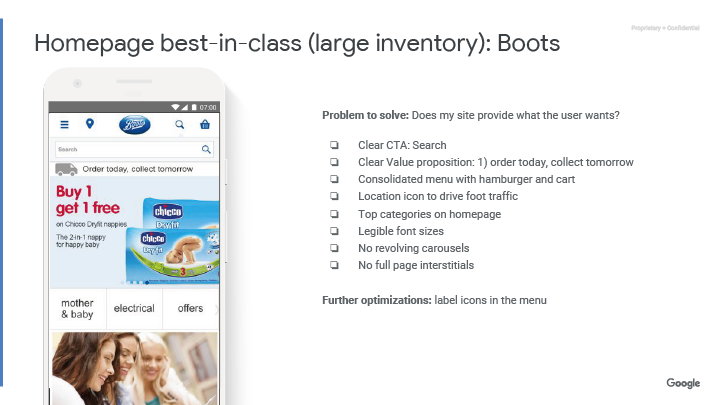 Proprietary + Confidential
Homepage best-in-class (large inventory): Boots
07:00
Boots
Search
Order today, collect tomorrow
Buy 1
get 1 free
on Chicco Dryfit nappies
The 2-in-1 nappy
for happy baby
chicco
Dry fit
chicco
Dry fit
3
mother
& baby
electrical
offers
Problem to solve: Does my site provide what the user wants?
Clear CTA: Search
Clear Value proposition: 1) order today, collect tomorrow
Consolidated menu with hamburger and cart
Location icon to drive foot traffic
Top categories on homepage
Legible font sizes
No revolving carousels
No full page interstitials
Further optimizations: label icons in the menu
Google